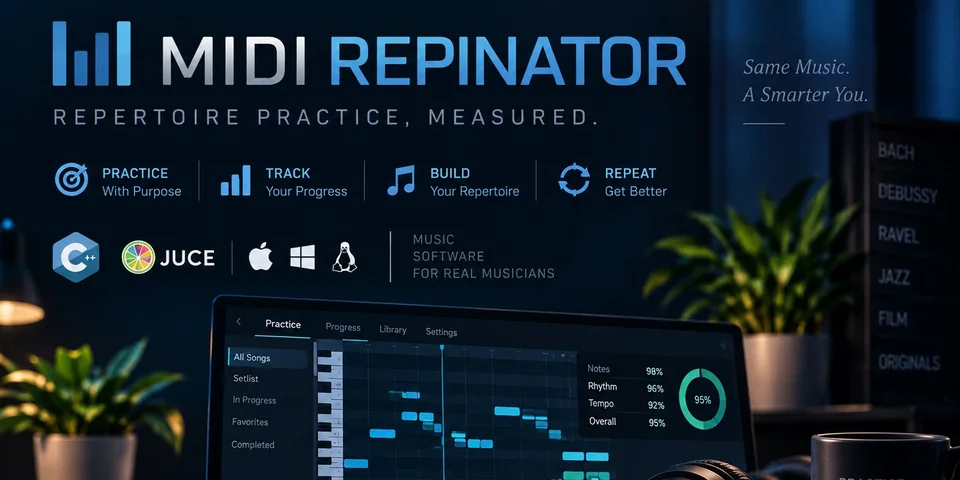 MIDI REPINATOR
REPERTOIRE PRACTICE, MEASURED.
Same Music.
A Smarter You.
PRACTICE
With Purpose
TRACK
Your Progress
BUILD
Your Repertoire
REPEAT
Get Better
C++
JUCE
MUSIC
SOFTWARE
FOR REAL MUSICIANS
BACH
DEBUSSY
RAVEL
JAZZ
FILM
ORIGINALS
Practice
Progress
Library
Settings
All Songs
Setlist
In Progress
Favorites
Completed
Notes 98%
Rhythm 96%
Tempo 92%
Overall 95%
95%